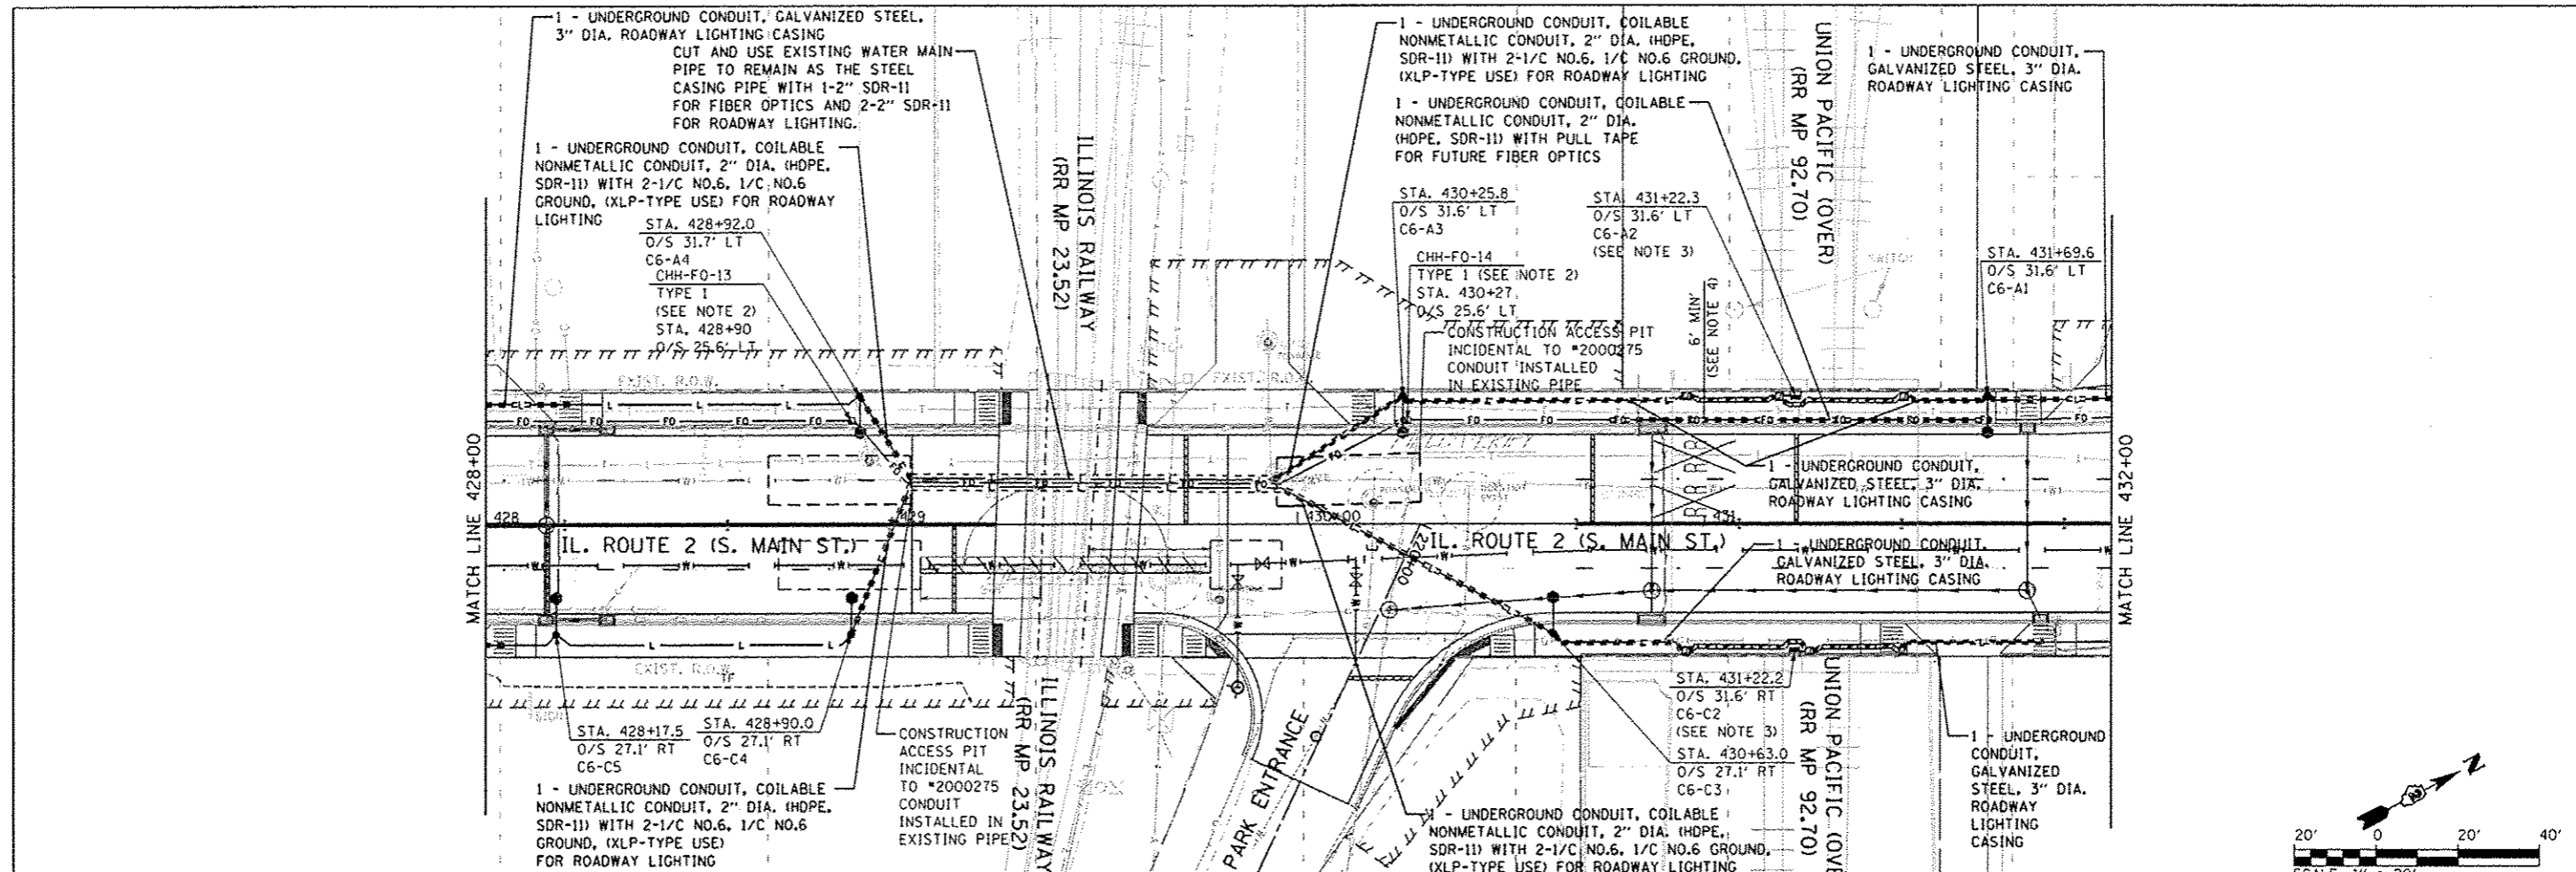 1 - UNDERGROUND CONDUIT, GALVANIZED STEEL,
3" DIA. ROADWAY LIGHTING CASING
CUT AND USE EXISTING WATER MAIN
PIPE TO REMAIN AS THE STEEL
CASING PIPE WITH 1-2" SDR-11
FOR FIBER OPTICS AND 2-2" SDR-11
FOR ROADWAY LIGHTING.
1 - UNDERGROUND CONDUIT, COILABLE
NONMETALLIC CONDUIT, 2" DIA. (HDPE,
SDR-11) WITH 2-1/C NO.6, 1/C NO.6
GROUND, (XLP-TYPE USE) FOR ROADWAY
LIGHTING
STA. 428+92.0
O/S 31.7' LT
C6-A4
CHH-FO-13
TYPE 1
(SEE NOTE 2)
STA. 428+90
O/S 25.6' LT
ILLINOIS RAILWAY
(RR MP 23.52)
1 - UNDERGROUND CONDUIT, COILABLE
NONMETALLIC CONDUIT, 2" DIA. (HDPE,
SDR-11) WITH 2-1/C NO.6, 1/C NO.6 GROUND,
(XLP-TYPE USE) FOR ROADWAY LIGHTING
1 - UNDERGROUND CONDUIT, COILABLE
NONMETALLIC CONDUIT, 2" DIA.
(HDPE, SDR-11) WITH PULL TAPE
FOR FUTURE FIBER OPTICS
STA. 430+25.8
O/S 31.6' LT
C6-A3
CHH-FO-14
TYPE 1 (SEE NOTE 2)
STA. 430+27
O/S 25.6' LT
CONSTRUCTION ACCESS PIT
INCIDENTAL TO *2000275
CONDUIT INSTALLED
IN EXISTING PIPE
STA. 431+22.3
O/S 31.6' LT
C6-A2
(SEE NOTE 3)
6' MIN'
(SEE NOTE 4)
UNION PACIFIC (OVER)
(RR MP 92.70)
1 - UNDERGROUND CONDUIT,
GALVANIZED STEEL, 3" DIA.
ROADWAY LIGHTING CASING
SWITCH
STA. 431+69.6
O/S 31.6' LT
C6-A1
EXIST. R.O.W.
EXIST. R.O.W.
MATCH LINE 428+00
428
429
430+00
431
IL. ROUTE 2 (S. MAIN ST.)
IL. ROUTE 2 (S. MAIN ST.)
1 - UNDERGROUND CONDUIT,
GALVANIZED STEEL, 3" DIA.
ROADWAY LIGHTING CASING
1 - UNDERGROUND CONDUIT,
GALVANIZED STEEL, 3" DIA.
ROADWAY LIGHTING CASING
MATCH LINE 432+00
EXIST. R.O.W.
STA. 428+17.5
O/S 27.1' RT
C6-C5
STA. 428+90.0
O/S 27.1' RT
C6-C4
1 - UNDERGROUND CONDUIT, COILABLE
NONMETALLIC CONDUIT, 2" DIA. (HDPE,
SDR-11) WITH 2-1/C NO.6, 1/C NO.6
GROUND, (XLP-TYPE USE)
FOR ROADWAY LIGHTING
CONSTRUCTION
ACCESS PIT
INCIDENTAL
TO *2000275
CONDUIT
INSTALLED IN
EXISTING PIPE
ILLINOIS RAILWAY
(RR MP 23.52)
PARK ENTRANCE
STA. 431+22.2
O/S 31.6' RT
C6-C2
(SEE NOTE 3)
STA. 430+63.0
O/S 27.1' RT
C6-C3
1 - UNDERGROUND CONDUIT, COILABLE
NONMETALLIC CONDUIT, 2" DIA. (HDPE,
SDR-11) WITH 2-1/C NO.6, 1/C NO.6 GROUND,
(XLP-TYPE USE) FOR ROADWAY LIGHTING
UNION PACIFIC (OVE
(RR MP 92.70)
1 - UNDERGROUND
CONDUIT,
GALVANIZED
STEEL, 3" DIA.
ROADWAY
LIGHTING
CASING
Z
20' 0 20' 40'